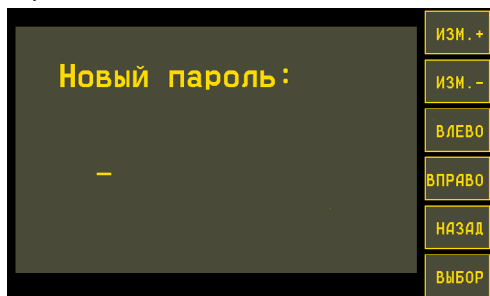 Новый пароль:
_
ИЗМ.+
ИЗМ.-
ВЛЕВО
ВПРАВО
НАЗАД
ВЫБОР